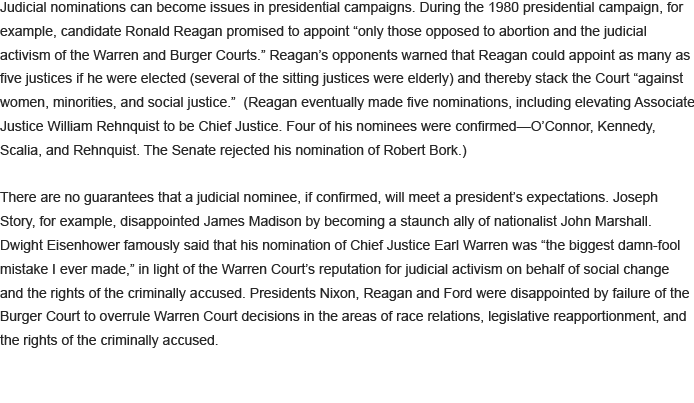 Judicial nominations can become issues in presidential campaigns. During the 1980 presidential campaign, for
example, candidate Ronald Reagan promised to appoint “only those opposed to abortion and the judicial
activism of the Warren and Burger Courts.” Reagan’s opponents warned that Reagan could appoint as many as
five justices if he were elected (several of the sitting justices were elderly) and thereby stack the Court “against
women, minorities, and social justice.”  (Reagan eventually made five nominations, including elevating Associate
Justice William Rehnquist to be Chief Justice. Four of his nominees were confirmed—O’Connor, Kennedy,
Scalia, and Rehnquist. The Senate rejected his nomination of Robert Bork.)
There are no guarantees that a judicial nominee, if confirmed, will meet a president’s expectations. Joseph
Story, for example, disappointed James Madison by becoming a staunch ally of nationalist John Marshall.
Dwight Eisenhower famously said that his nomination of Chief Justice Earl Warren was “the biggest damn-fool
mistake I ever made,” in light of the Warren Court’s reputation for judicial activism on behalf of social change
and the rights of the criminally accused. Presidents Nixon, Reagan and Ford were disappointed by failure of the
Burger Court to overrule Warren Court decisions in the areas of race relations, legislative reapportionment, and
the rights of the criminally accused.